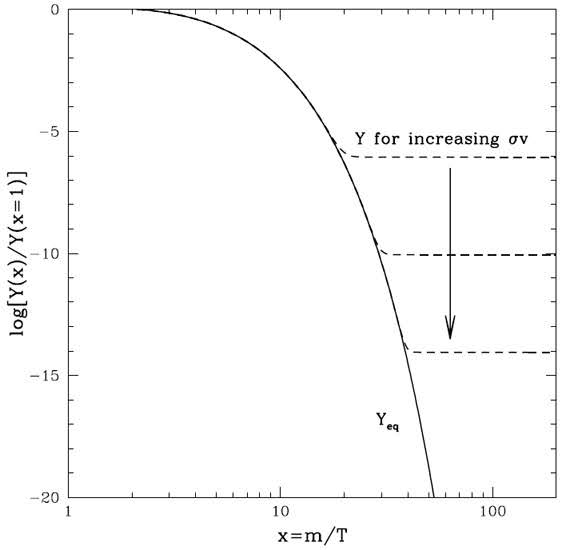 0
Y for increasing σv
−5
−10
−15
−20
log[Y(x)/Y(x=1)]
Yeq
1
10
100
x=m/T